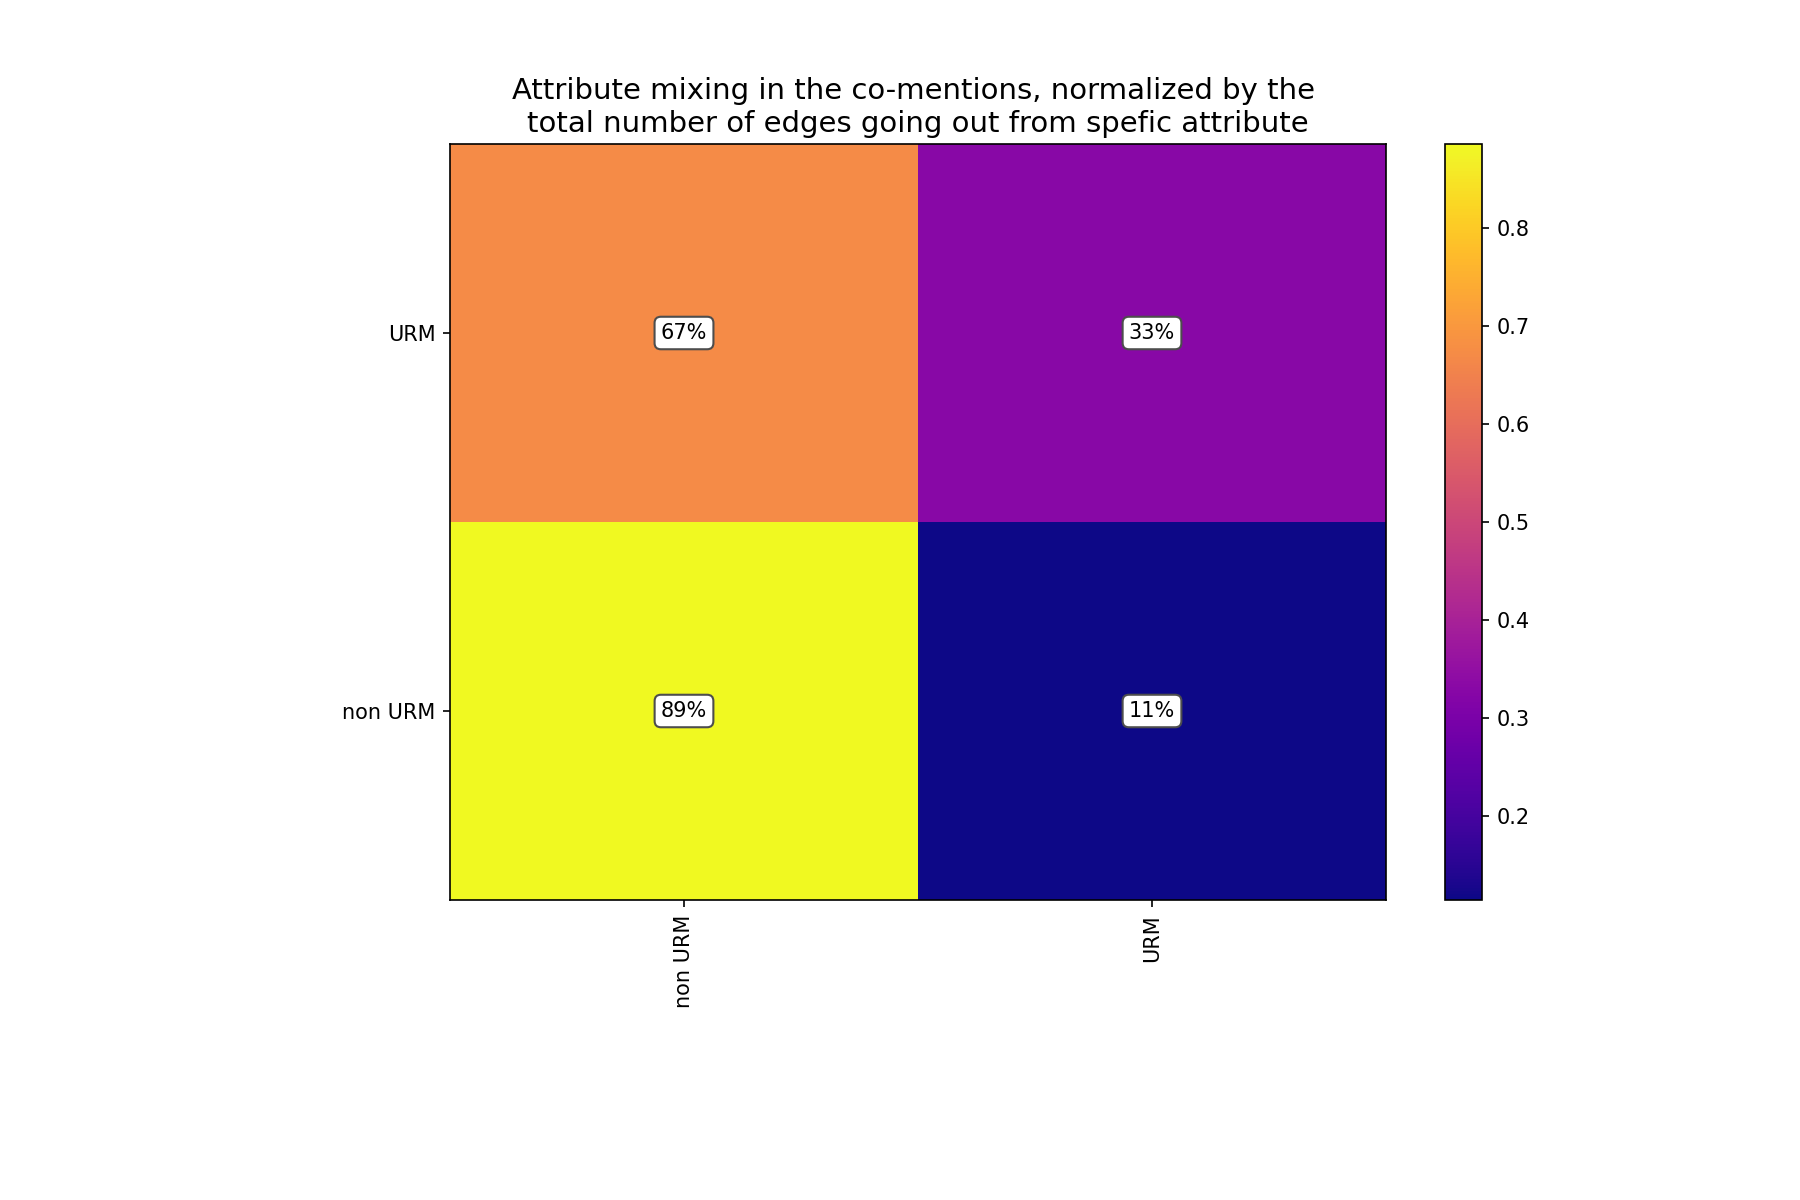 Attribute mixing in the co-mentions, normalized by the
total number of edges going out from spefic attribute
URM
67%
33%
non URM
89%
11%
non URM
URM
0.8
0.7
0.6
0.5
0.4
0.3
0.2